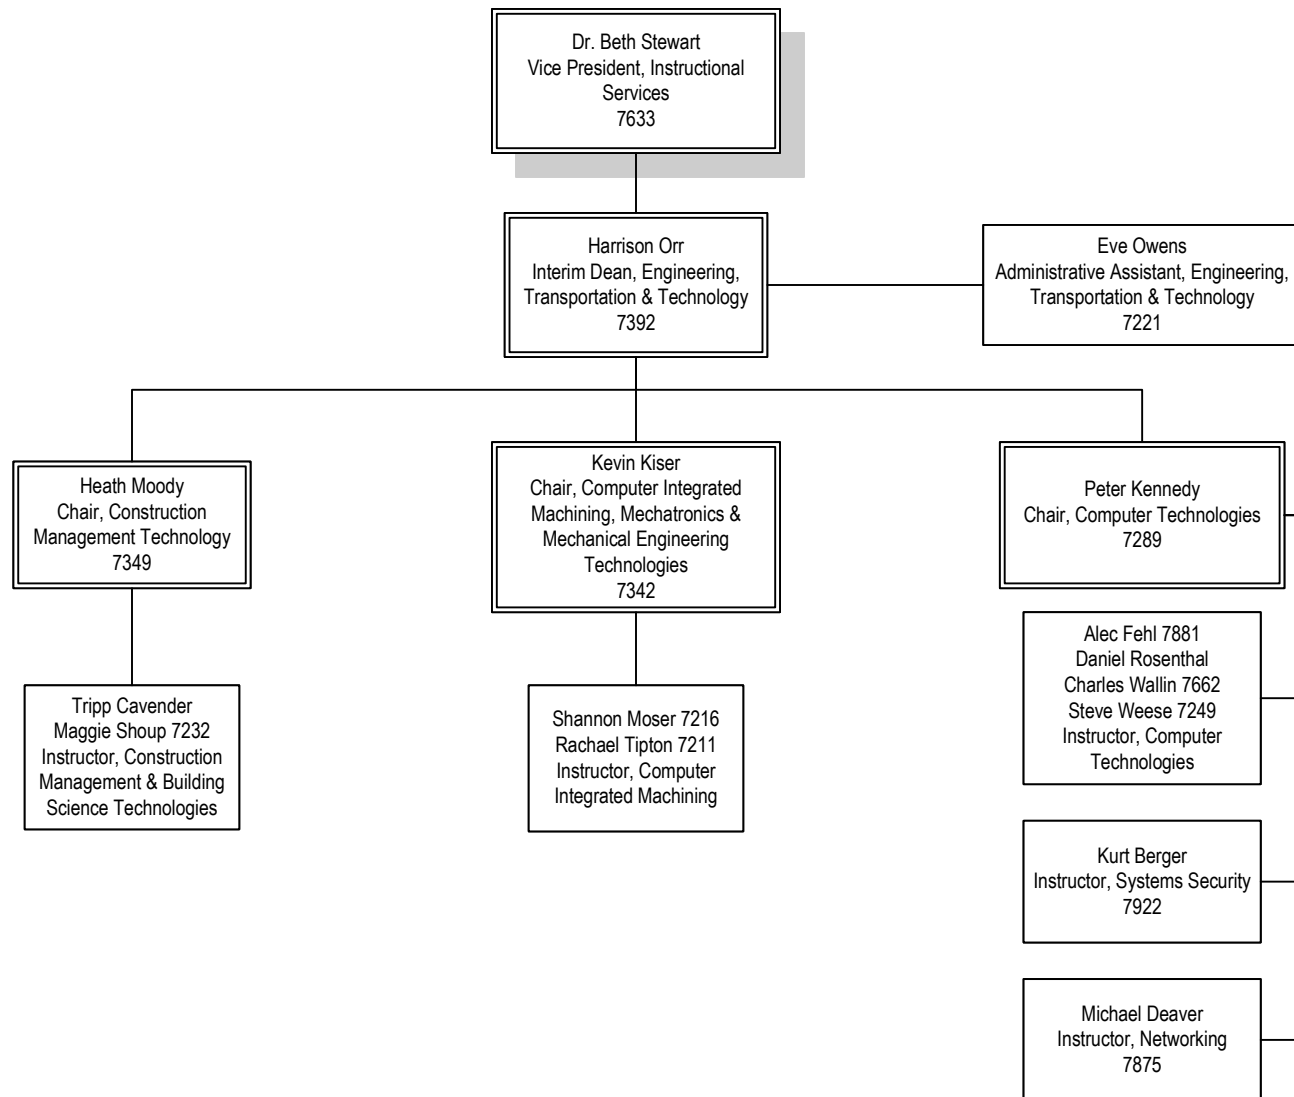 Dr. Beth Stewart
Vice President, Instructional
Services
7633
Harrison Orr
Interim Dean, Engineering,
Transportation & Technology
7392
Eve Owens
Administrative Assistant, Engineering,
Transportation & Technology
7221
Heath Moody
Chair, Construction
Management Technology
7349
Kevin Kiser
Chair, Computer Integrated
Machining, Mechatronics &
Mechanical Engineering
Technologies
7342
Peter Kennedy
Chair, Computer Technologies
7289
Tripp Cavender
Maggie Shoup 7232
Instructor, Construction
Management & Building
Science Technologies
Shannon Moser 7216
Rachael Tipton 7211
Instructor, Computer
Integrated Machining
Alec Fehl 7881
Daniel Rosenthal
Charles Wallin 7662
Steve Weese 7249
Instructor, Computer
Technologies
Kurt Berger
Instructor, Systems Security
7922
Michael Deaver
Instructor, Networking
7875